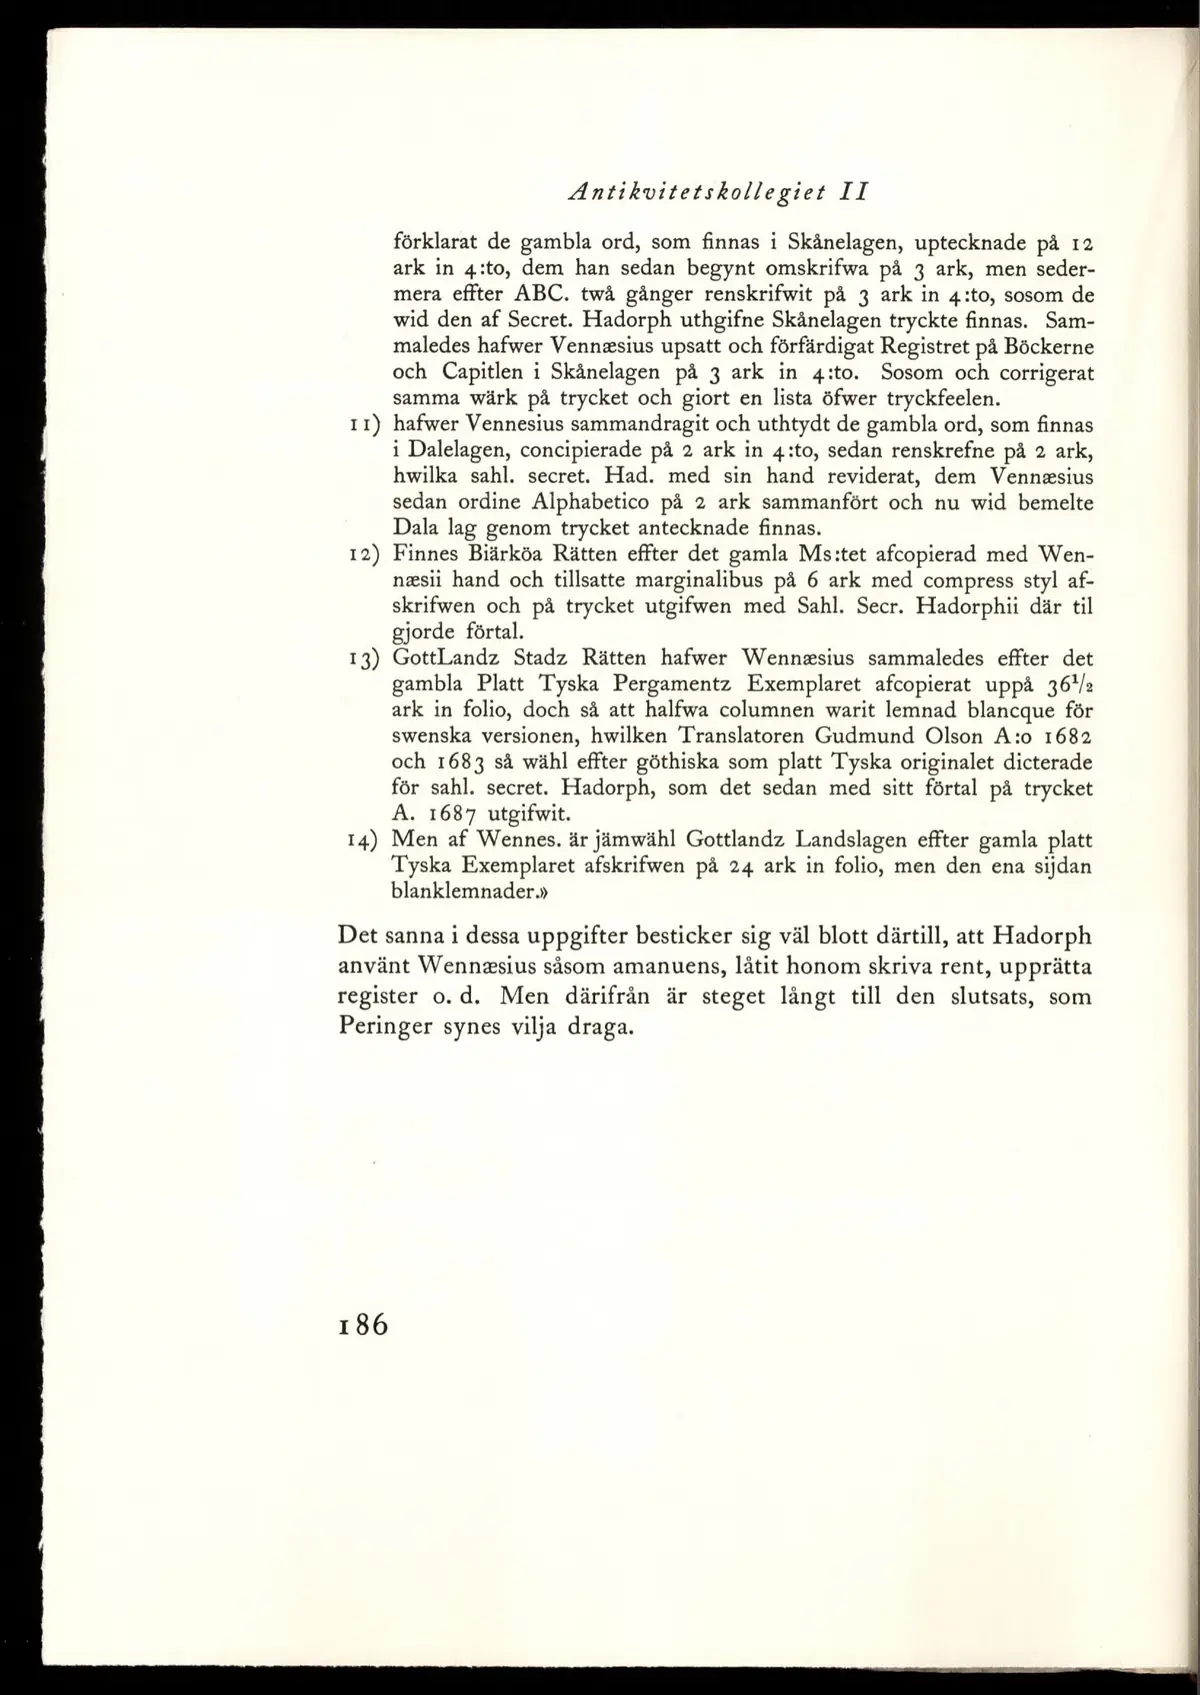 Antikvitetskollegiet II
förklarat de gambla ord, som finnas i Skånelagen, uptecknade på 12
ark in 4:to, dem han sedan begynt omskrifwa på 3 ark, men seder-
mera effter ABC. twå gånger renskrifwit på 3 ark in 4:to, sosom de
wid den af Secret. Hadorph uthgifne Skånelagen tryckte finnas. Sam-
maledes hafwer Vennæsius upsatt och förfärdigat Registret på Böckerne
och Capitlen i Skånelagen på 3 ark in 4:to. Sosom och corrigerat
samma wärk på trycket och giort en lista öfwer tryckfeelen.
11) hafwer Vennesius sammandragit och uthtydt de gambla ord, som finnas
i Dalelagen, concipierade på 2 ark in 4:to, sedan renskrefne på 2 ark,
hwilka sahl. secret. Had. med sin hand reviderat, dem Vennæsius
sedan ordine Alphabetico på 2 ark sammanfört och nu wid bemelte
Dala lag genom trycket antecknade finnas.
12) Finnes Biärköa Rätten effter det gamla Ms:tet afcopierad med Wen-
næsii hand och tillsatte marginalibus på 6 ark med compress styl af-
skrifwen och på trycket utgifwen med Sahl. Secr. Hadorphii där til
gjorde förtal.
13) GottLandz Stadz Rätten hafwer Wennæsius sammaledes effter det
gambla Platt Tyska Pergamentz Exemplaret afcopierat uppå 36¹/₂
ark in folio, doch så att halfwa columnen warit lemnad blancque för
swenska versionen, hwilken Translatoren Gudmund Olson A:o 1682
och 1683 så wähl effter göthiska som platt Tyska originalet dicterade
för sahl. secret. Hadorph, som det sedan med sitt förtal på trycket
A. 1687 utgifwit.
14) Men af Wennes. är jämwähl Gottlandz Landslagen effter gamla platt
Tyska Exemplaret afskrifwen på 24 ark in folio, men den ena sijdan
blanklemnader.»
Det sanna i dessa uppgifter besticker sig väl blott därtill, att Hadorph
använt Wennæsius såsom amanuens, låtit honom skriva rent, upprätta
register o. d. Men därifrån är steget långt till den slutsats, som
Peringer synes vilja draga.
186